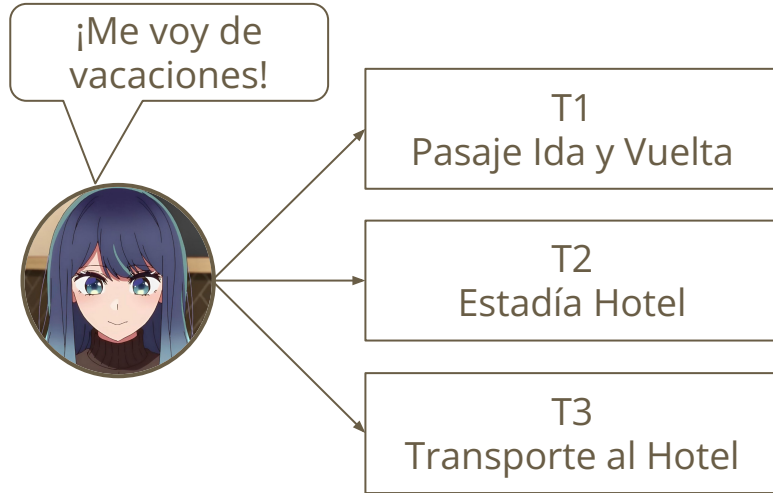 ¡Me voy de
vacaciones!
T1
Pasaje Ida y Vuelta
T2
Estadía Hotel
T3
Transporte al Hotel